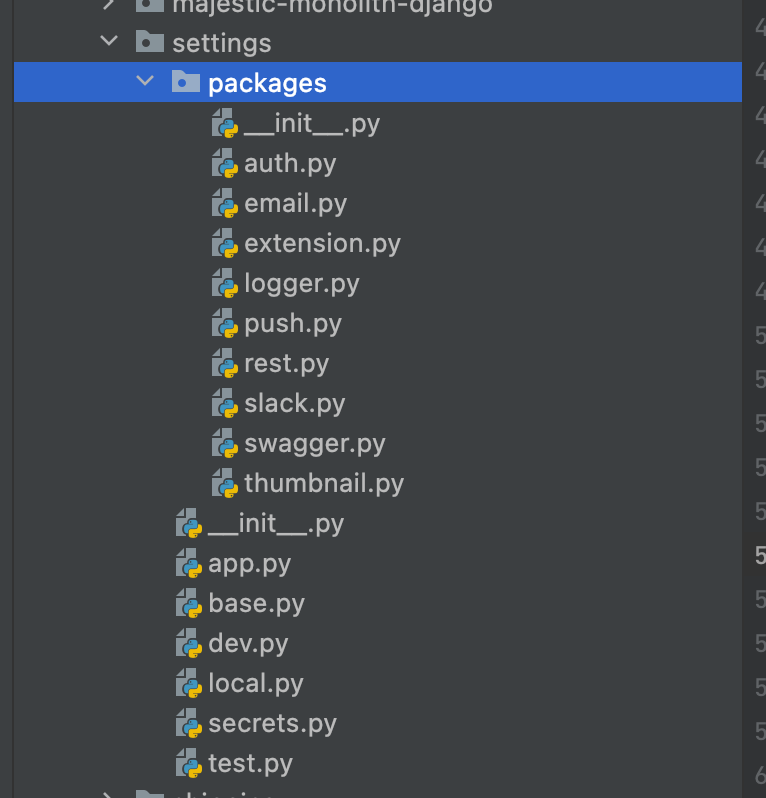 majestic-monolith-django
settings
packages
__init__.py
auth.py
email.py
extension.py
logger.py
push.py
rest.py
slack.py
swagger.py
thumbnail.py
__init__.py
app.py
base.py
dev.py
local.py
secrets.py
test.py